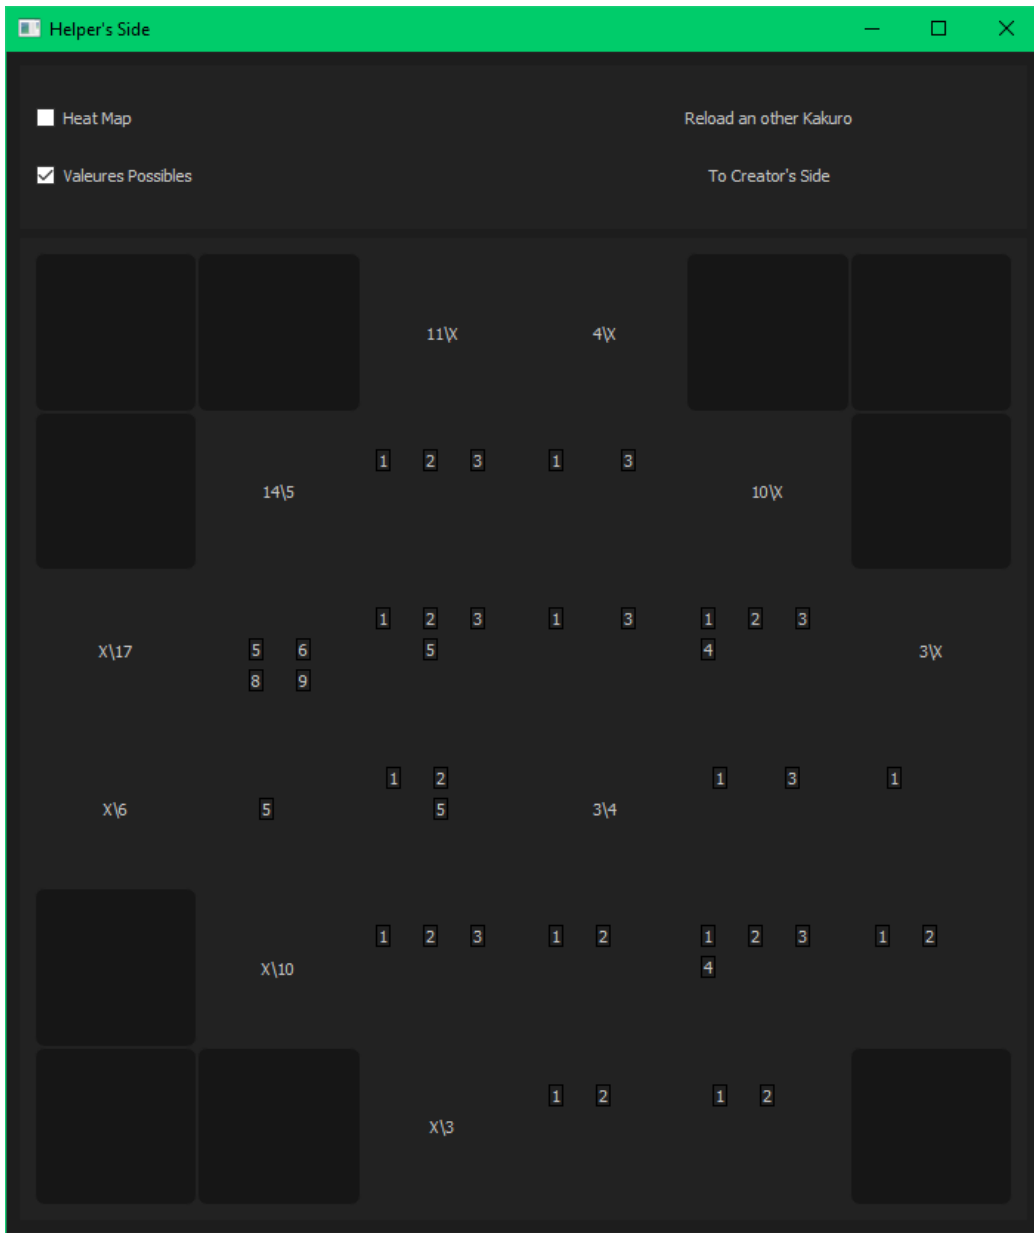 Helper's Side
Heat Map Reload an other Kakuro
Valeures Possibles To Creator's Side
11\X 4\X
1 2 3 1 3
14\5 10\X
1 2 3 1 3 1 2 3
X\17 5 6 5 4 3\X
8 9
1 2 1 3 1
X\6 5 5 3\4
1 2 3 1 2 1 2 3 1 2
4
X\10
1 2 1 2
X\3